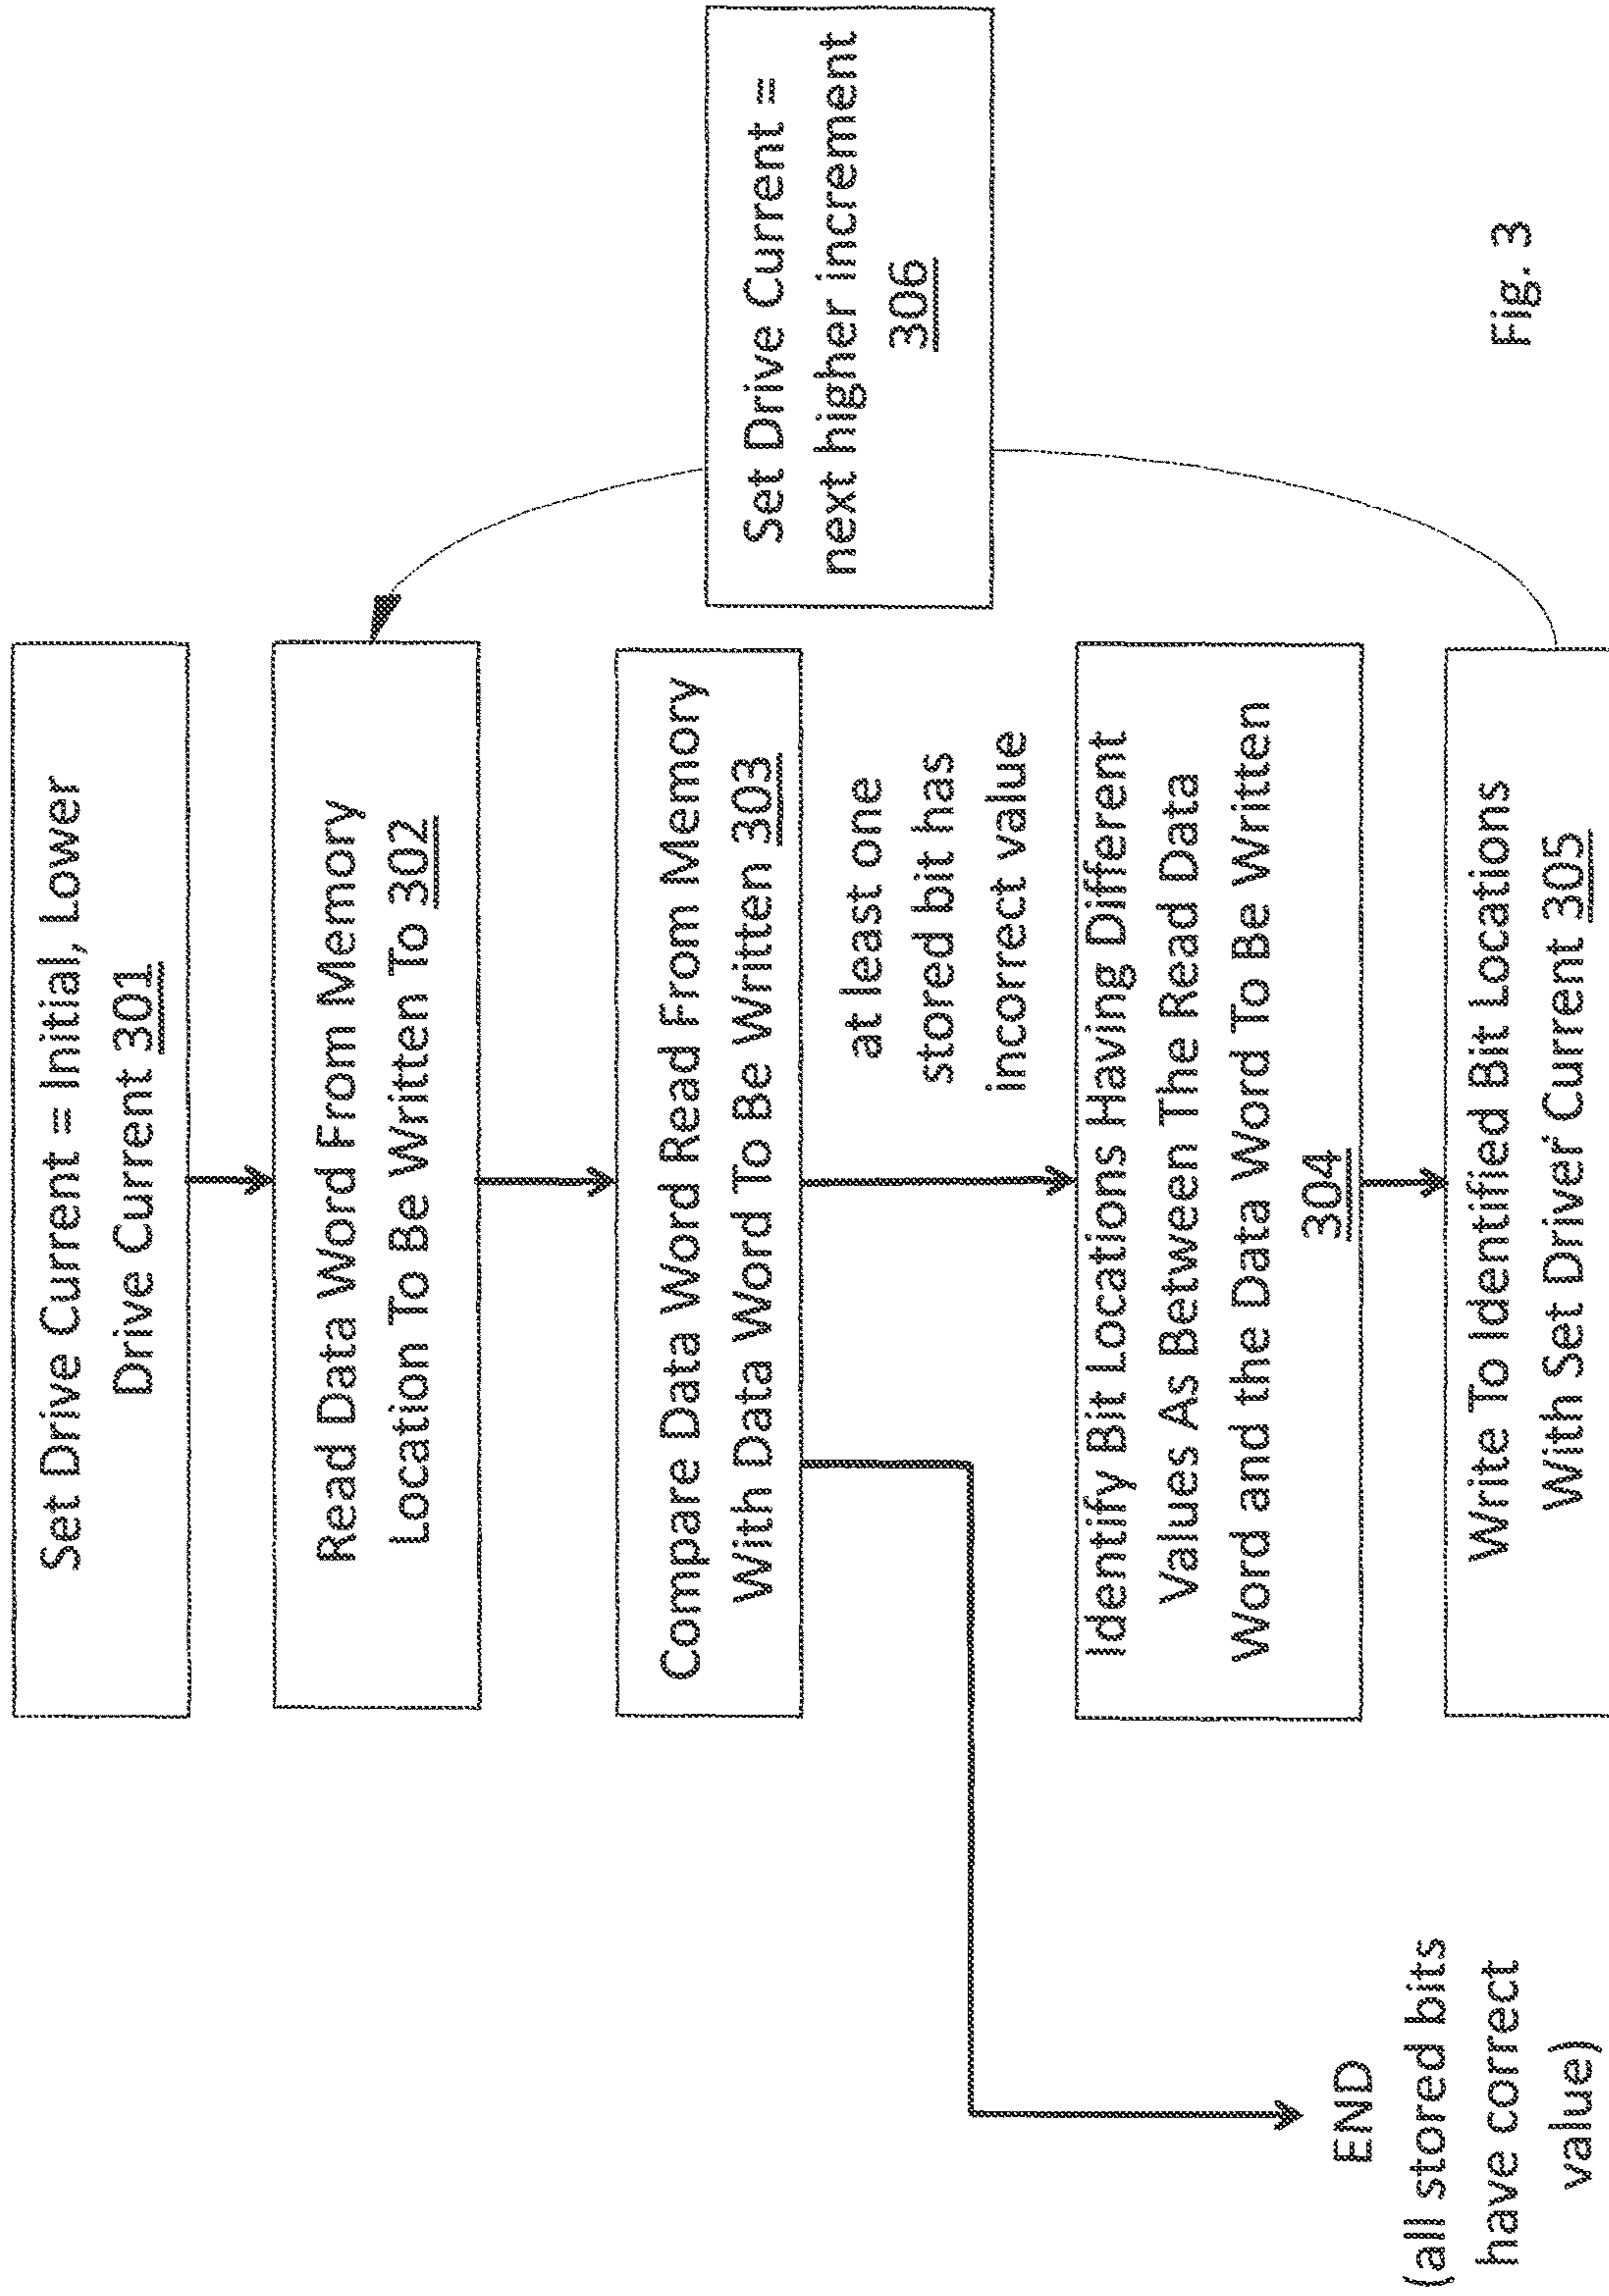 Set Drive Current = Initial, Lower
Drive Current 301
Read Data Word From Memory
Location To Be Written To 302
Compare Data Word Read From Memory
With Data Word To Be Written 303
at least one
stored bit has
incorrect value
Identify Bit Locations Having Different
Values As Between The Read Data
Word and the Data Word To Be Written
304
Write To Identified Bit Locations
With Set Driver Current 305
Set Drive Current =
next higher increment
306
END
(all stored bits
have correct
value)
Fig. 3